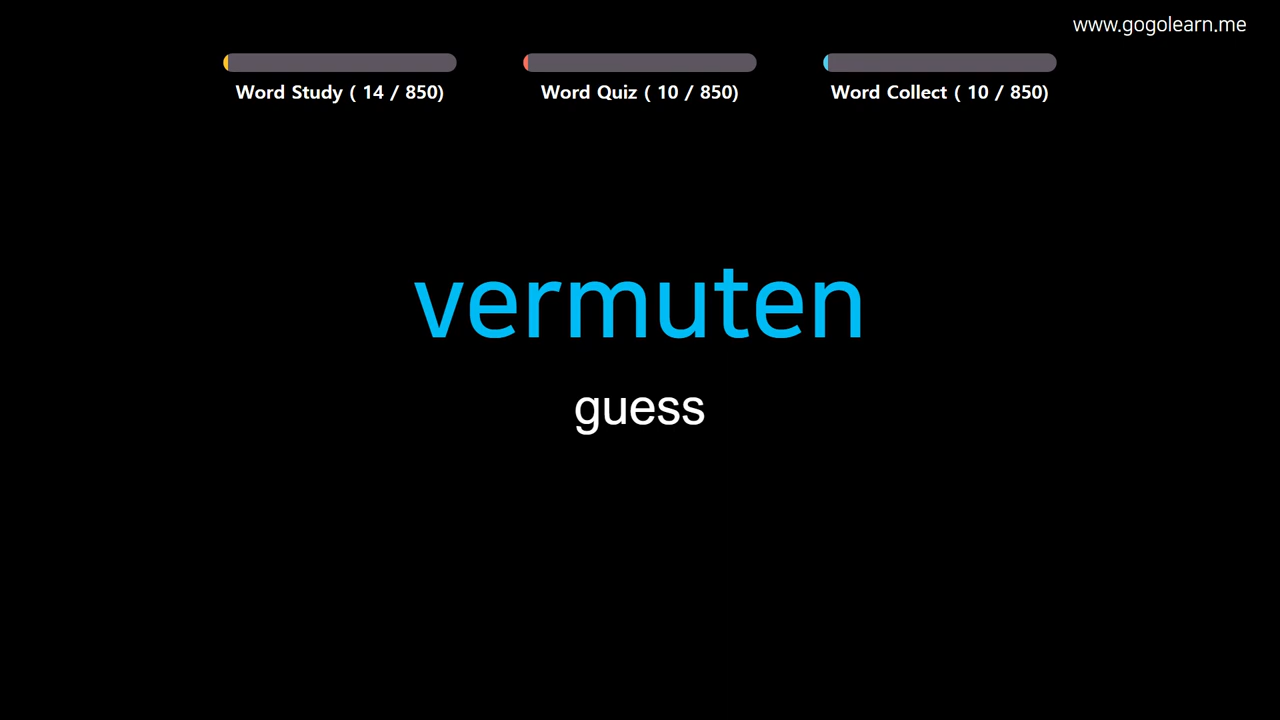 www.gogolearn.me
Word Study ( 14 / 850)
Word Quiz ( 10 / 850)
Word Collect ( 10 / 850)
vermuten
guess